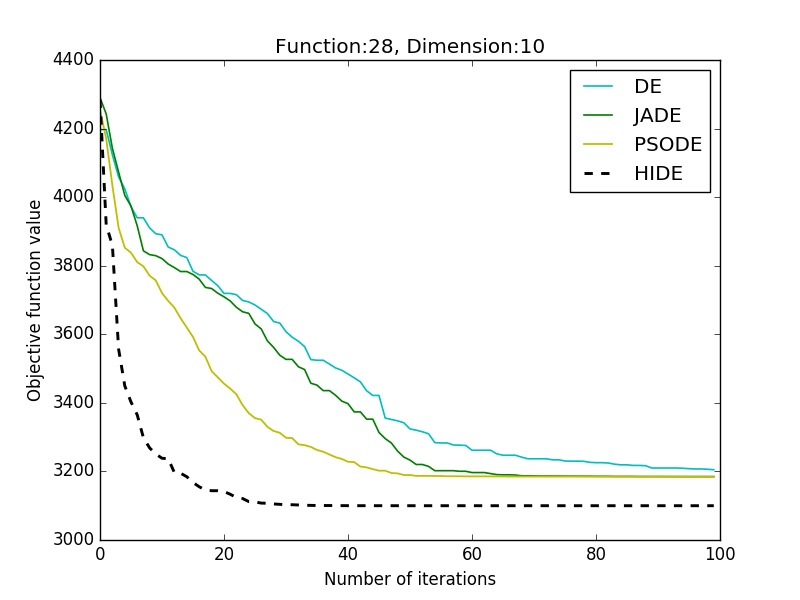 Function:28, Dimension:10
4400
4200
4000
3800
3600
3400
3200
3000
Objective function value
DE
JADE
PSODE
HIDE
0 20 40 60 80 100
Number of iterations